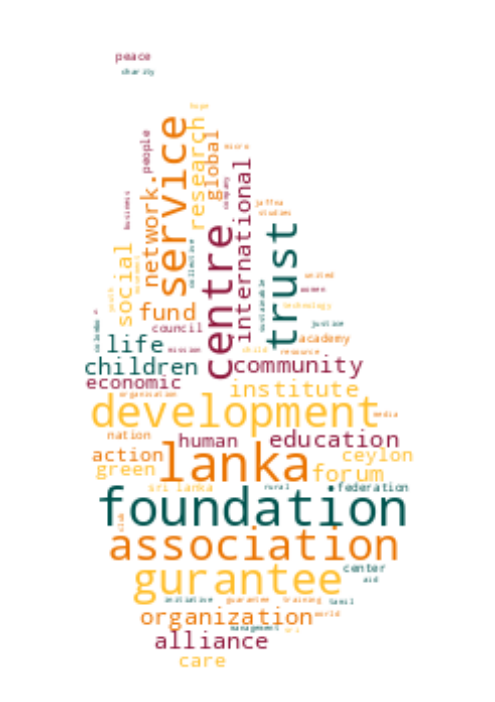 peace
charity
hope
service
research
global
micro
people
network.
international
company
business
jaffna
studies
centre
trust
social
collective
united
women
technology
fund
council
justice
life
mission
child
academy
resource
children
community
economic
organisation
institute
development
media
nation
human
education
action
lanka
ceylon
green
forum
sri lanka
rural
federation
foundation
association
center
aid
gurantee
initiative
guarantee
training
tamil
organization
world
management
alliance
care